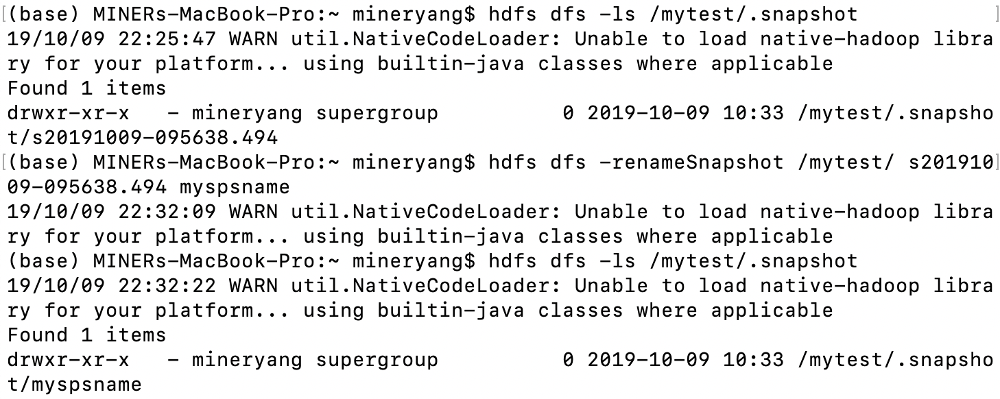 [(base) MINERs-MacBook-Pro:~ mineryang$ hdfs dfs -ls /mytest/.snapshot ]
19/10/09 22:25:47 WARN util.NativeCodeLoader: Unable to load native-hadoop libra
ry for your platform... using builtin-java classes where applicable
Found 1 items
drwxr-xr-x   - mineryang supergroup          0 2019-10-09 10:33 /mytest/.snapsho
t/s20191009-095638.494
[(base) MINERs-MacBook-Pro:~ mineryang$ hdfs dfs -renameSnapshot /mytest/ s201910]
09-095638.494 myspsname
19/10/09 22:32:09 WARN util.NativeCodeLoader: Unable to load native-hadoop libra
ry for your platform... using builtin-java classes where applicable
(base) MINERs-MacBook-Pro:~ mineryang$ hdfs dfs -ls /mytest/.snapshot
19/10/09 22:32:22 WARN util.NativeCodeLoader: Unable to load native-hadoop libra
ry for your platform... using builtin-java classes where applicable
Found 1 items
drwxr-xr-x   - mineryang supergroup          0 2019-10-09 10:33 /mytest/.snapsho
t/myspsname